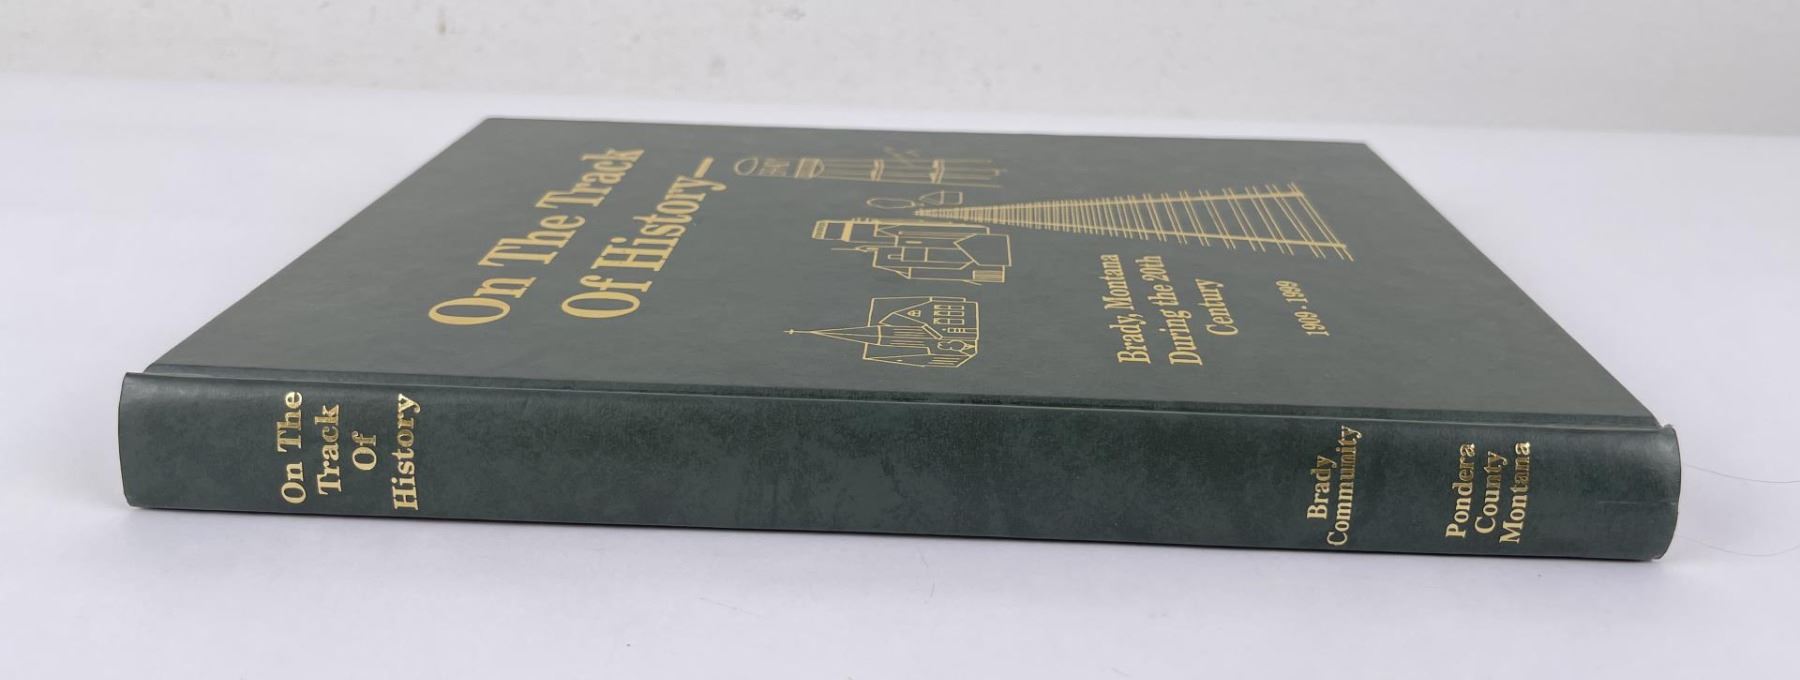 On The Track
Of History—
Brady, Montana
During the 20th
Century
1909 - 1999
On The
Track
Of
History
Brady
Community
Pondera
County
Montana